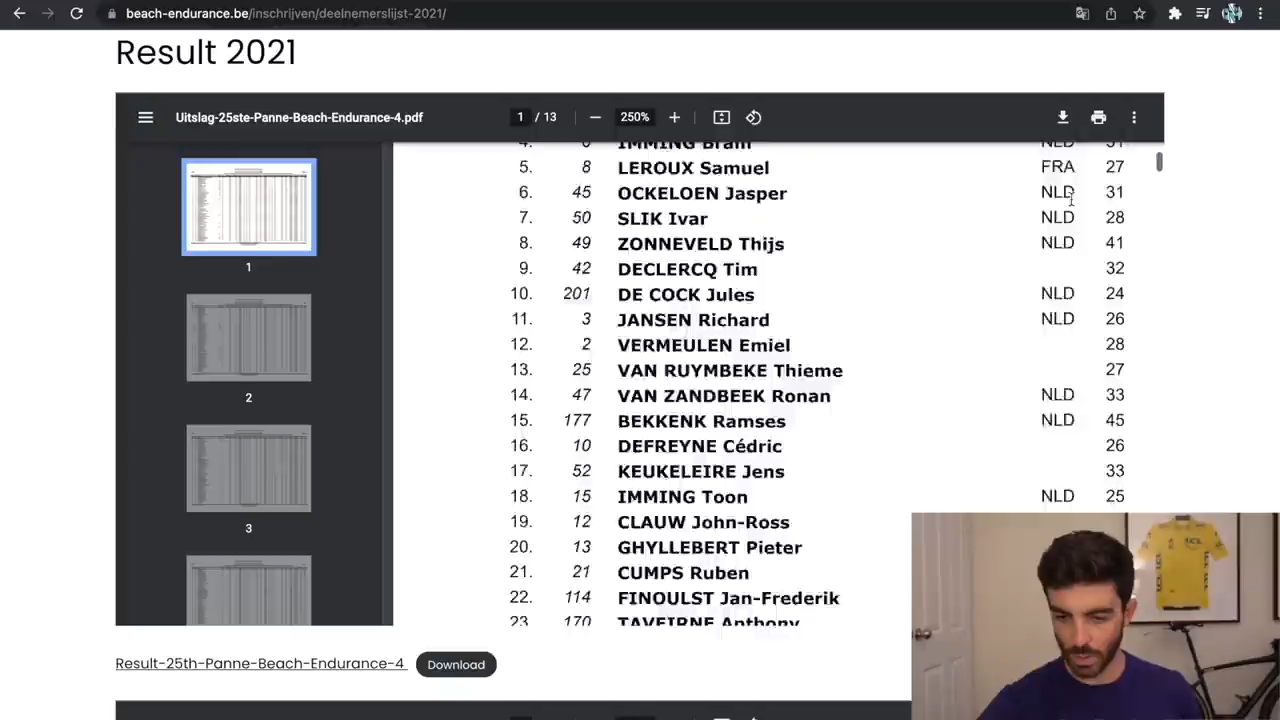 beach-endurance.be/inschrijven/deelnemerslijst-2021/
Result 2021
Uitslag-25ste-Panne-Beach-Endurance-4.pdf 1 / 13 250%
4. 6 IMMING Bram NLD 31
5. 8 LEROUX Samuel FRA 27
6. 45 OCKELOEN Jasper NLD 31
7. 50 SLIK Ivar NLD 28
8. 49 ZONNEVELD Thijs NLD 41
9. 42 DECLERCQ Tim 32
10. 201 DE COCK Jules NLD 24
11. 3 JANSEN Richard NLD 26
12. 2 VERMEULEN Emiel 28
13. 25 VAN RUYMBEKE Thieme 27
14. 47 VAN ZANDBEEK Ronan NLD 33
15. 177 BEKKENK Ramses NLD 45
16. 10 DEFREYNE Cédric 26
17. 52 KEUKELEIRE Jens 33
18. 15 IMMING Toon NLD 25
19. 12 CLAUW John-Ross
20. 13 GHYLLEBERT Pieter
21. 21 CUMPS Ruben
22. 114 FINOULST Jan-Frederik
23. 170 TAVEIRNE Anthony
1
2
3
Result-25th-Panne-Beach-Endurance-4 Download
LCL